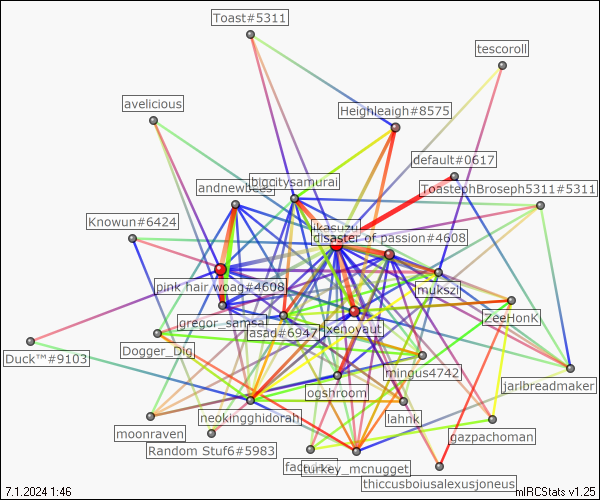 Toast#5311
tescoroll
avelicious
Heighleaigh#8575
default#0617
bigcitysamurai
ToastephBroseph5311#5311
Knowun#6424
ikasuzu
disaster of passion#4608
pink hair woag#4608
mukszi
gregor_samsa
asad#6947
xenoyaut
ZeeHonK
Duck™#9103
Dogger_Dig
mingus4742
jarlbreadmaker
ogshroom
neokingghidorah
lahnk
moonraven
Random Stuf6#5983
gazpachoman
turkey_mcnugget
thiccusboiusalexusjoneus
7.1.2024 1:46
mIRCStats v1.25